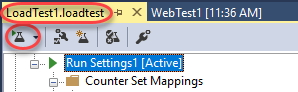 LoadTest1.loadtest
WebTest1 [11:36 AM]
Run Settings1 [Active]
Counter Set Mappings